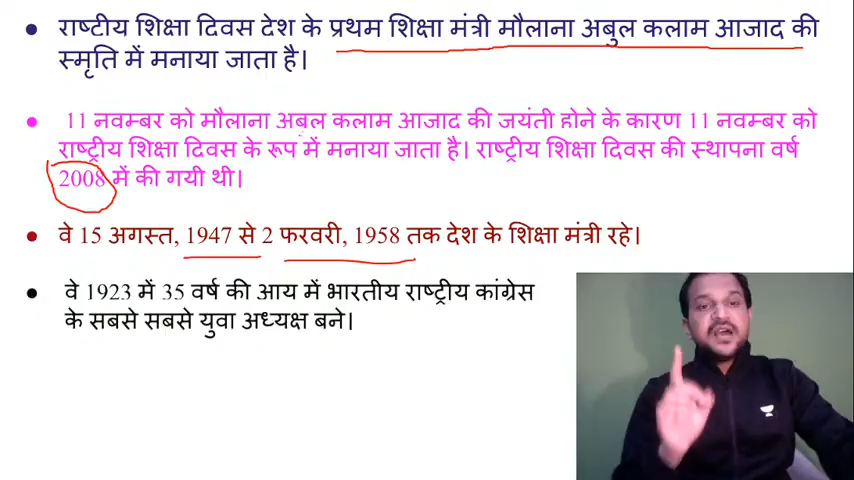 राष्टीय शिक्षा दिवस देश के प्रथम शिक्षा मंत्री मौलाना अबुल कलाम आजाद की
स्मृति में मनाया जाता है।
11 नवम्बर को मौलाना अबुल कलाम आजाद की जयंती होने के कारण 11 नवम्बर को
राष्ट्रीय शिक्षा दिवस के रूप में मनाया जाता है। राष्ट्रीय शिक्षा दिवस की स्थापना वर्ष
2008 में की गयी थी।
वे 15 अगस्त, 1947 से 2 फरवरी, 1958 तक देश के शिक्षा मंत्री रहे।
वे 1923 में 35 वर्ष की आय में भारतीय राष्ट्रीय कांग्रेस
के सबसे सबसे युवा अध्यक्ष बने।